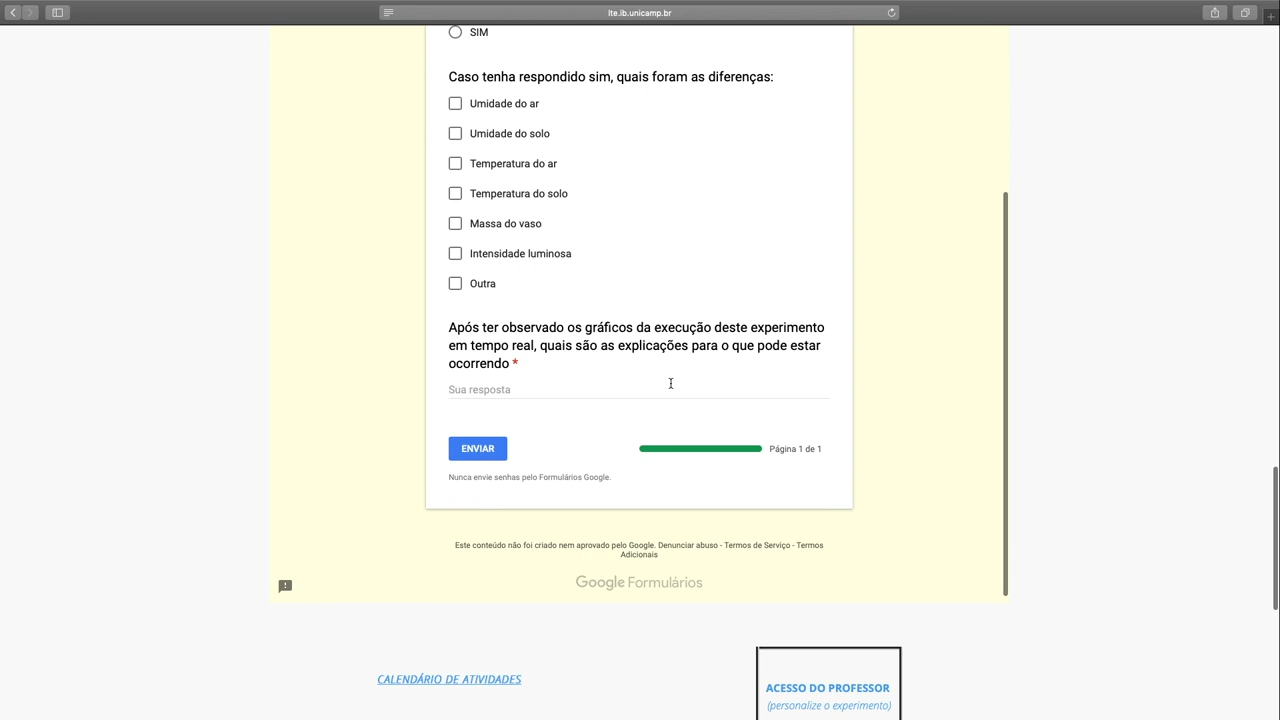 lte.ib.unicamp.br
SIM
Caso tenha respondido sim, quais foram as diferenças:
Umidade do ar
Umidade do solo
Temperatura do ar
Temperatura do solo
Massa do vaso
Intensidade luminosa
Outra
Após ter observado os gráficos da execução deste experimento
em tempo real, quais são as explicações para o que pode estar
ocorrendo *
Sua resposta
ENVIAR
Página 1 de 1
Nunca envie senhas pelo Formulários Google.
Este conteúdo não foi criado nem aprovado pelo Google. Denunciar abuso - Termos de Serviço - Termos
Adicionais
Google Formulários
CALENDÁRIO DE ATIVIDADES
ACESSO DO PROFESSOR
(personalize o experimento)